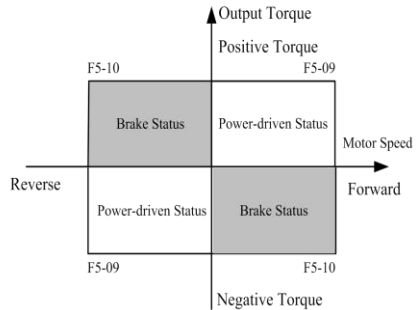 Output Torque
Positive Torque
F5-10
F5-09
Brake Status
Power-driven Status
Motor Speed
Reverse
Forward
Power-driven Status
Brake Status
F5-09
F5-10
Negative Torque